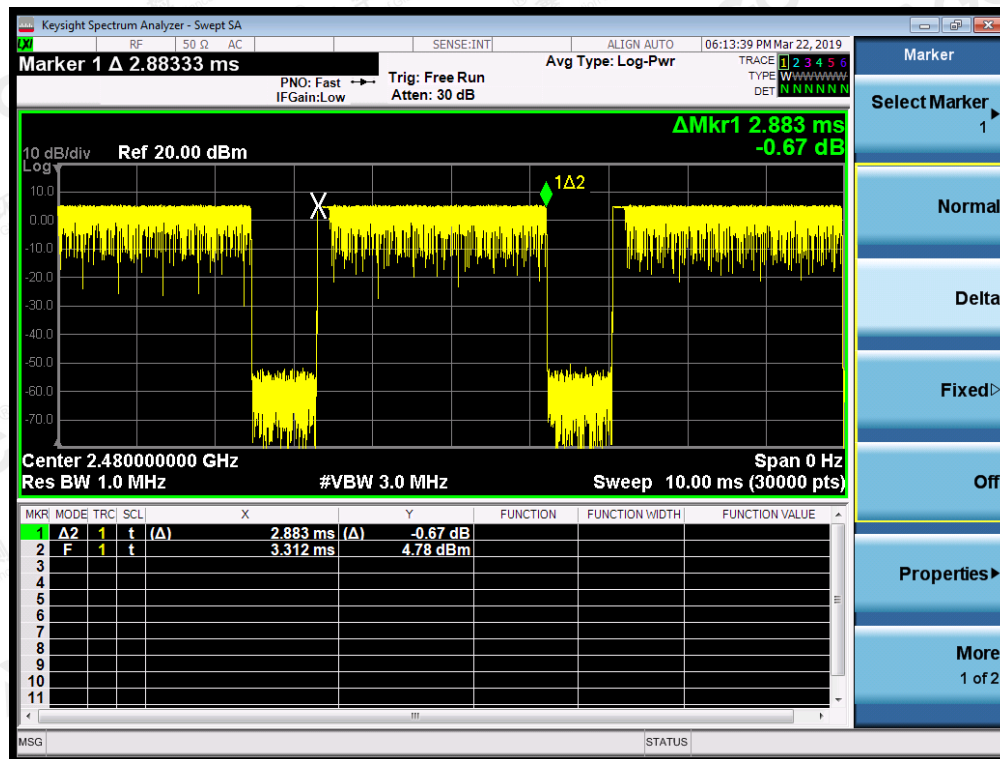 Keysight Spectrum Analyzer - Swept SA
LXI RF 50 Ω AC SENSE:INT ALIGN AUTO 06:13:39 PM Mar 22, 2019
Marker 1 Δ 2.88333 ms
PNO: Fast
IFGain:Low
Trig: Free Run
Atten: 30 dB
Avg Type: Log-Pwr
TRACE 1 2 3 4 5 6
TYPE WWWWWW
DET N N N N N N
ΔMkr1 2.883 ms
-0.67 dB
10 dB/div Ref 20.00 dBm
Log
10.0
0.00
-10.0
-20.0
-30.0
-40.0
-50.0
-60.0
-70.0
X
1Δ2
Center 2.480000000 GHz Span 0 Hz
Res BW 1.0 MHz #VBW 3.0 MHz Sweep 10.00 ms (30000 pts)
MKR MODE TRC SCL X Y FUNCTION FUNCTION WIDTH FUNCTION VALUE
1 Δ2 1 t (Δ) 2.883 ms (Δ) -0.67 dB
2 F 1 t 3.312 ms 4.78 dBm
3
4
5
6
7
8
9
10
11
MSG STATUS
Marker
Select Marker
1
Normal
Delta
Fixed
Off
Properties
More
1 of 2